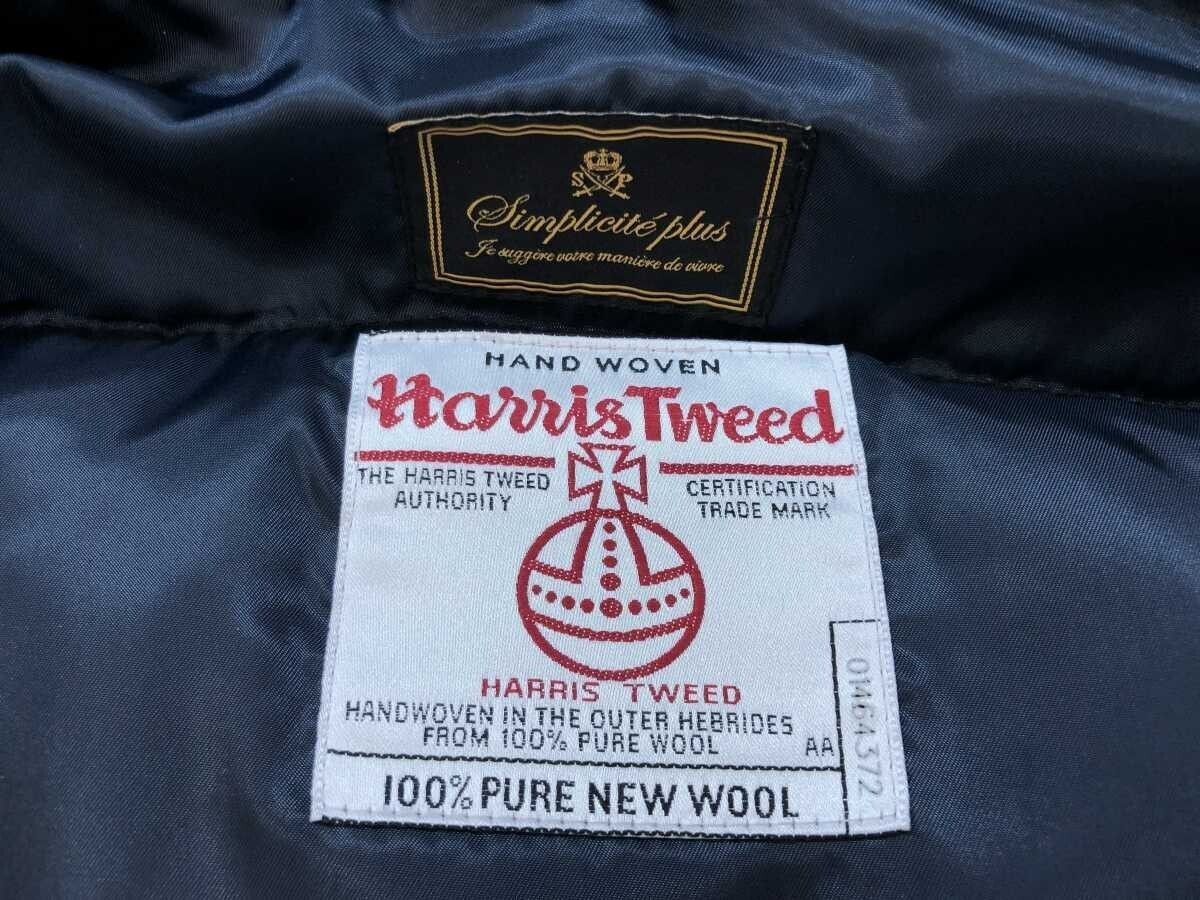 S P
Simplicité plus
Je suggère votre manière de vivre
HAND WOVEN
Harris Tweed
THE HARRIS TWEED
AUTHORITY
CERTIFICATION
TRADE MARK
HARRIS TWEED
HANDWOVEN IN THE OUTER HEBRIDES
FROM 100% PURE WOOL
AA
01464372
100% PURE NEW WOOL